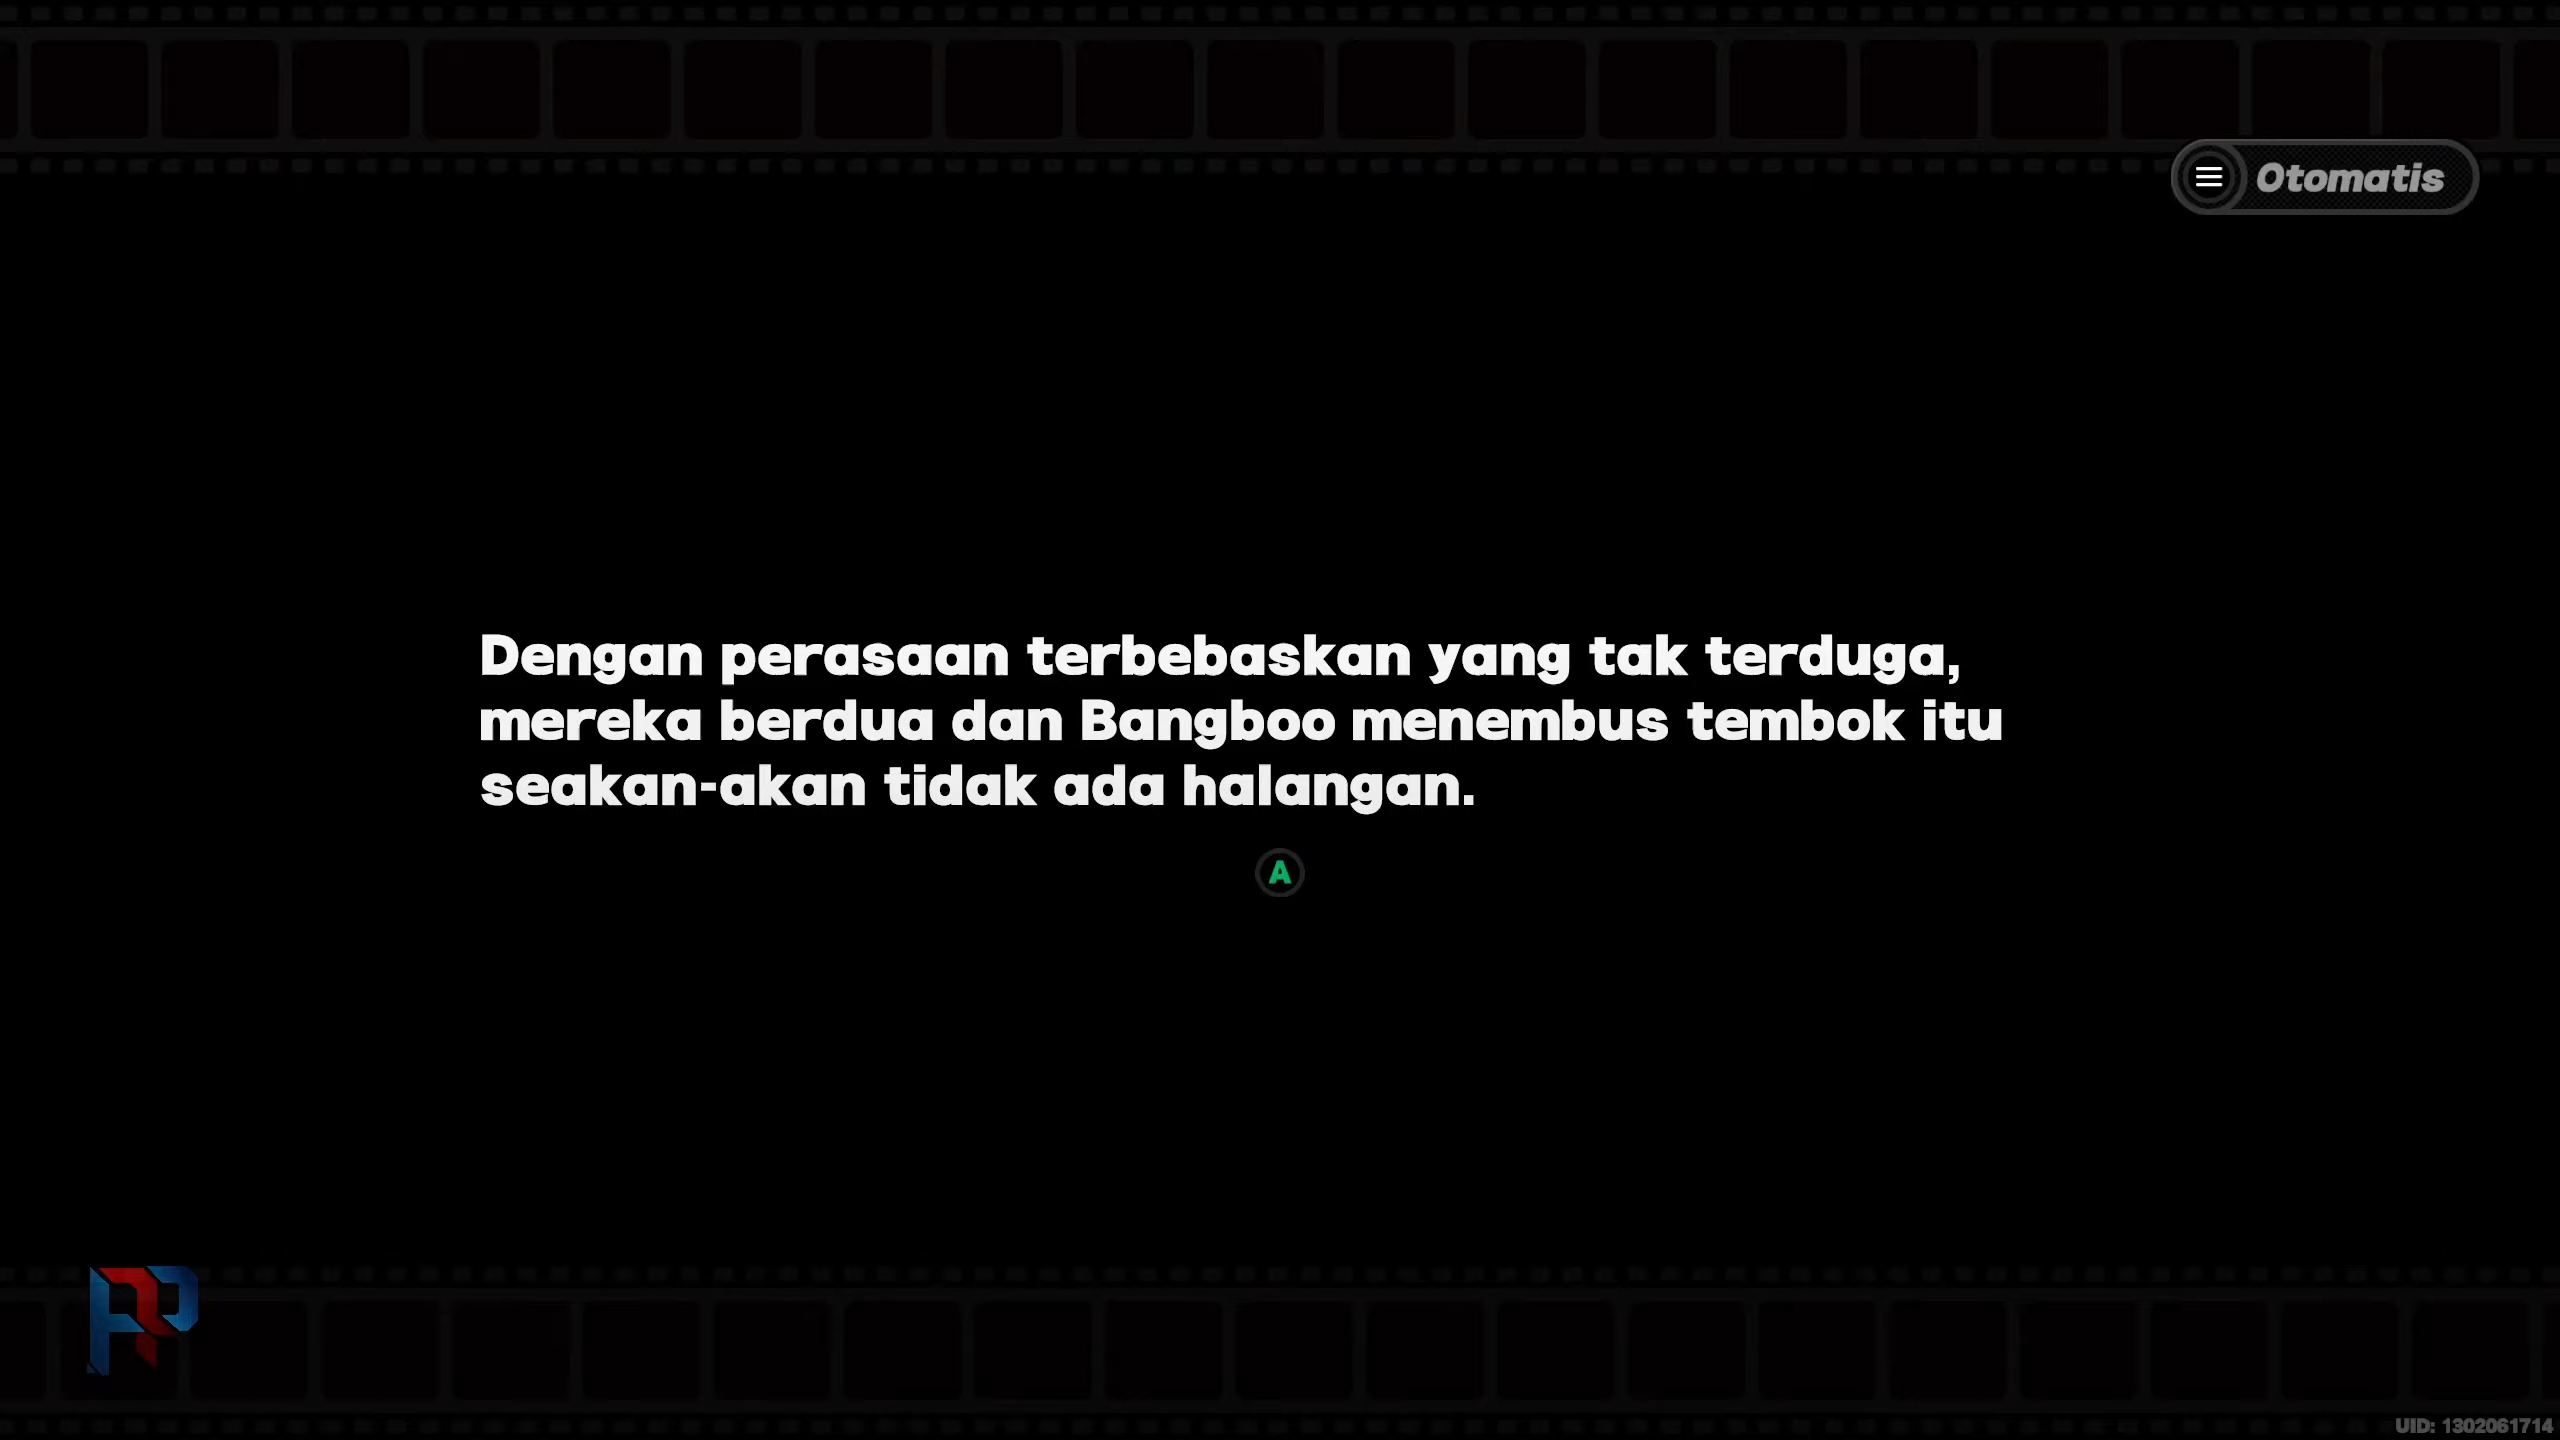 Otomatis
Dengan perasaan terbebaskan yang tak terduga,
mereka berdua dan Bangboo menembus tembok itu
seakan-akan tidak ada halangan.
A
UID: 1302061714